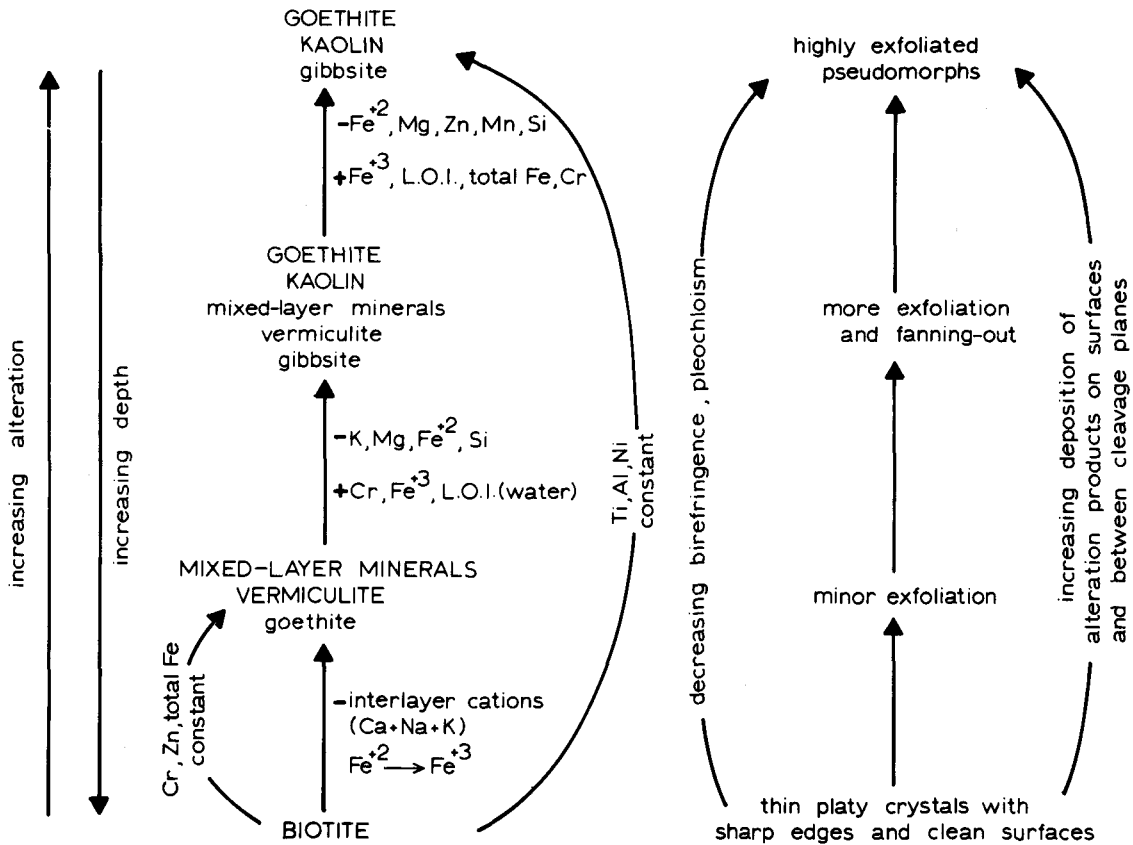 increasing alteration
increasing depth
GOETHITE
KAOLIN
gibbsite
-Fe+2, Mg, Zn, Mn, Si
+Fe+3, L.O.I., total Fe, Cr
GOETHITE
KAOLIN
mixed-layer minerals
vermiculite
gibbsite
-K, Mg, Fe+2, Si
+Cr, Fe+3, L.O.I. (water)
MIXED-LAYER MINERALS
VERMICULITE
goethite
Cr, Zn, total Fe
constant
-interlayer cations
(Ca+Na+K)
Fe+2 → Fe+3
BIOTITE
Ti, Al, Ni
constant
highly exfoliated
pseudomorphs
decreasing birefringence, pleochloism
more exfoliation
and fanning-out
minor exfoliation
thin platy crystals with
sharp edges and clean surfaces
increasing deposition of
alteration products on surfaces
and between cleavage planes